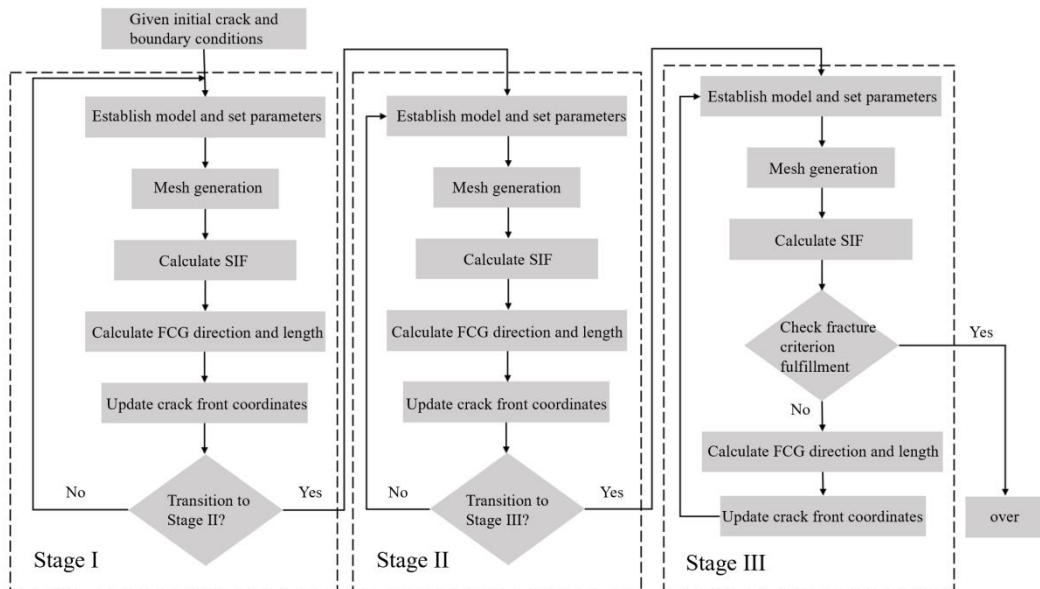 Given initial crack and
boundary conditions
Establish model and set parameters
Mesh generation
Calculate SIF
Calculate FCG direction and length
Update crack front coordinates
Transition to
Stage II?
No
Yes
Stage I
Establish model and set parameters
Mesh generation
Calculate SIF
Calculate FCG direction and length
Update crack front coordinates
Transition to
Stage III?
No
Yes
Stage II
Establish model and set parameters
Mesh generation
Calculate SIF
Check fracture
criterion
fulfillment
Yes
No
Calculate FCG direction and length
Update crack front coordinates
over
Stage III